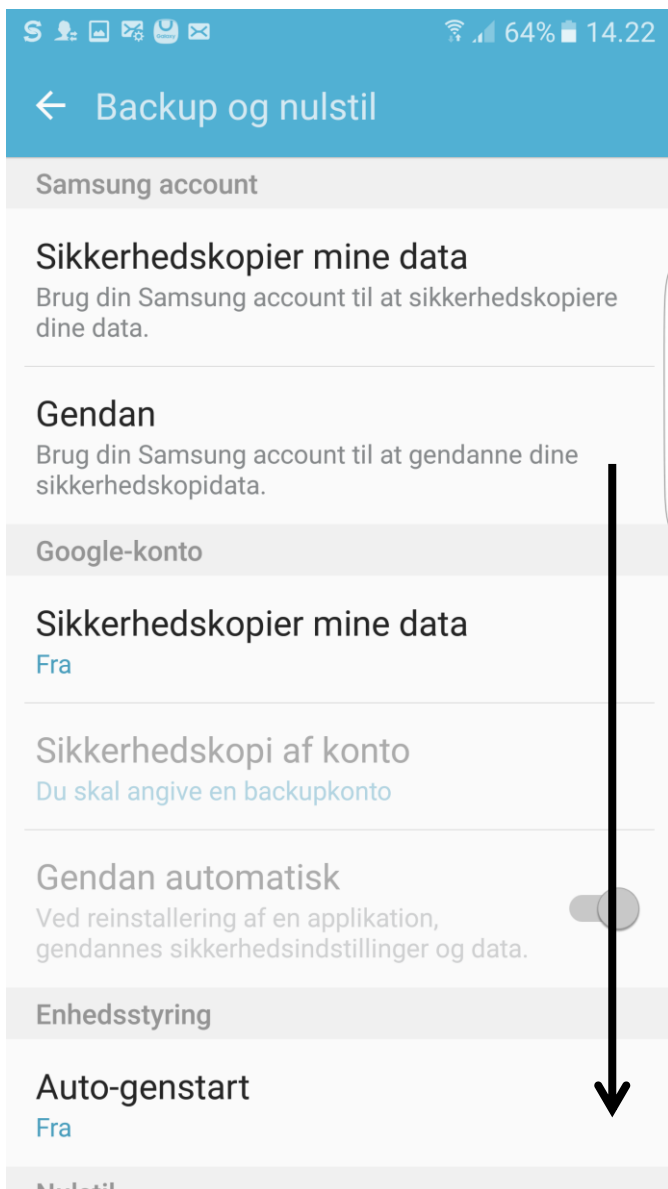 64% 14.22
Backup og nulstil
Samsung account
Sikkerhedskopier mine data
Brug din Samsung account til at sikkerhedskopiere
dine data.
Gendan
Brug din Samsung account til at gendanne dine
sikkerhedskopidata.
Google-konto
Sikkerhedskopier mine data
Fra
Sikkerhedskopi af konto
Du skal angive en backupkonto
Gendan automatisk
Ved reinstallering af en applikation,
gendannes sikkerhedsindstillinger og data.
Enhedsstyring
Auto-genstart
Fra